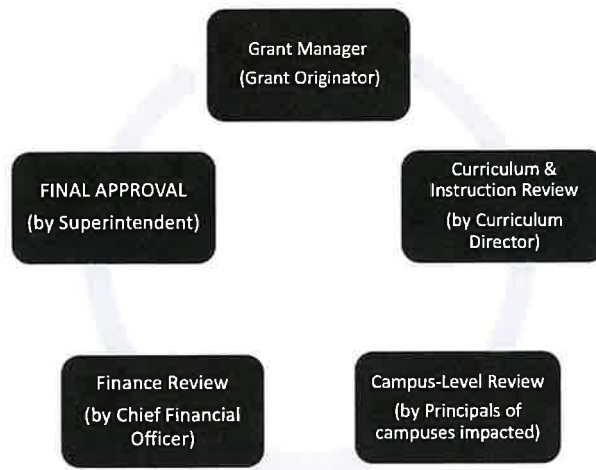 Grant Manager
(Grant Originator)
Curriculum &
Instruction Review
(by Curriculum
Director)
Campus-Level Review
(by Principals of
campuses impacted)
Finance Review
(by Chief Financial
Officer)
FINAL APPROVAL
(by Superintendent)